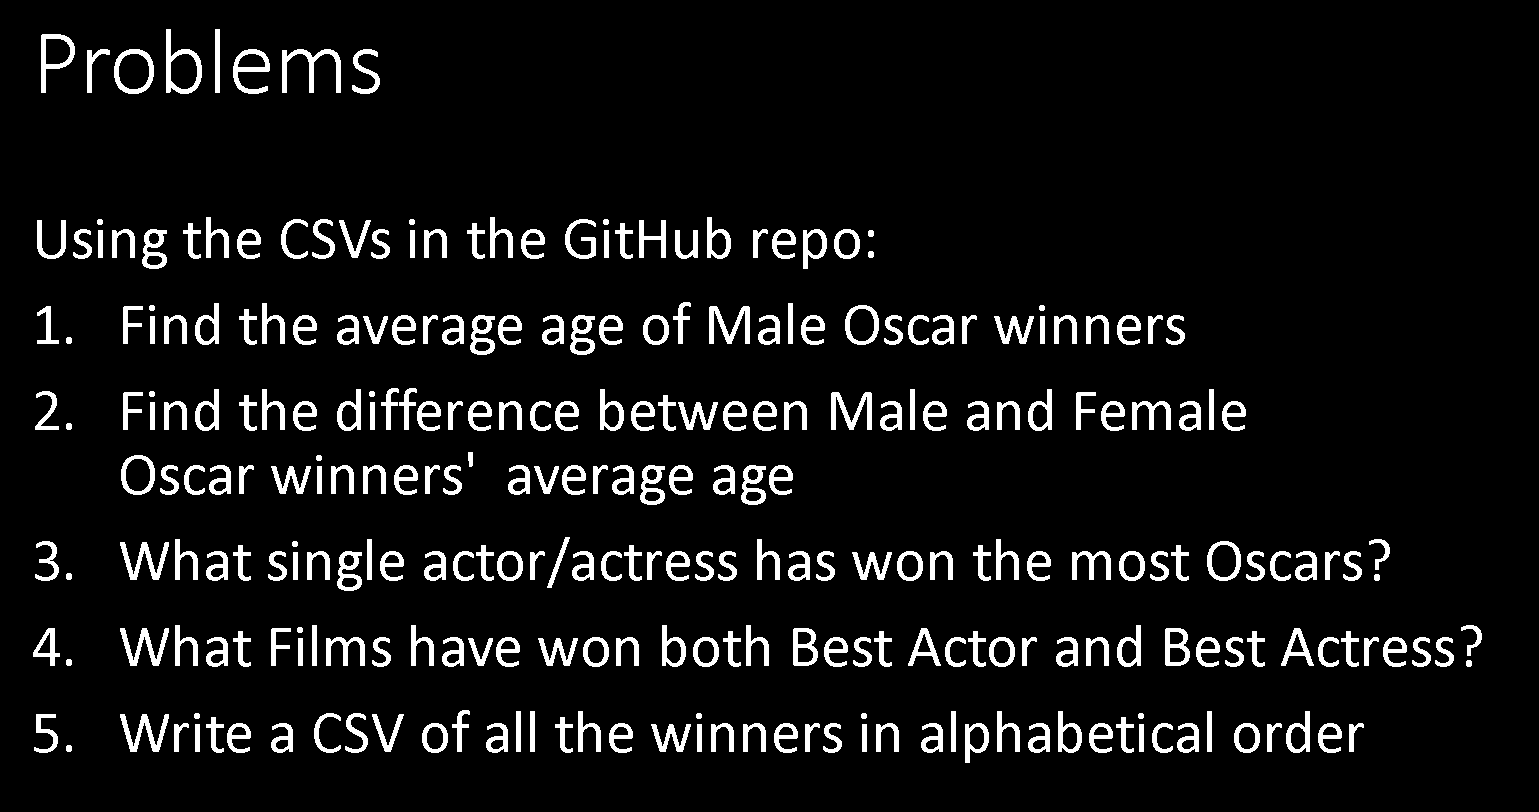 Problems
Using the CSVs in the GitHub repo:
1. Find the average age of Male Oscar winners
2. Find the difference between Male and Female
Oscar winners'  average age
3. What single actor/actress has won the most Oscars?
4. What Films have won both Best Actor and Best Actress?
5. Write a CSV of all the winners in alphabetical order